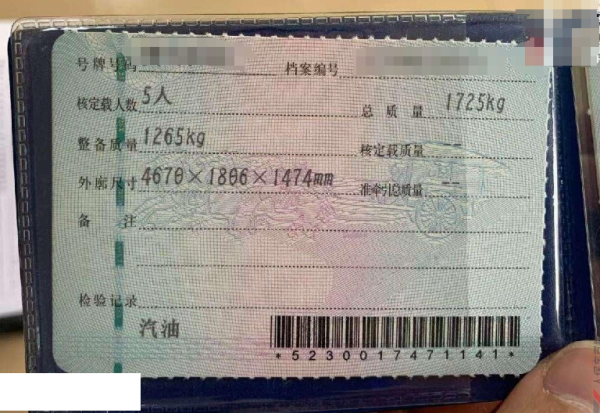 号牌号码 档案编号
核定载人数 5人 总质量 1725kg
整备质量 1265kg 核定载质量 --
外廓尺寸 4670×1806×1474mm 准牵引总质量 --
备注
检验记录
汽油
*5230017471141*